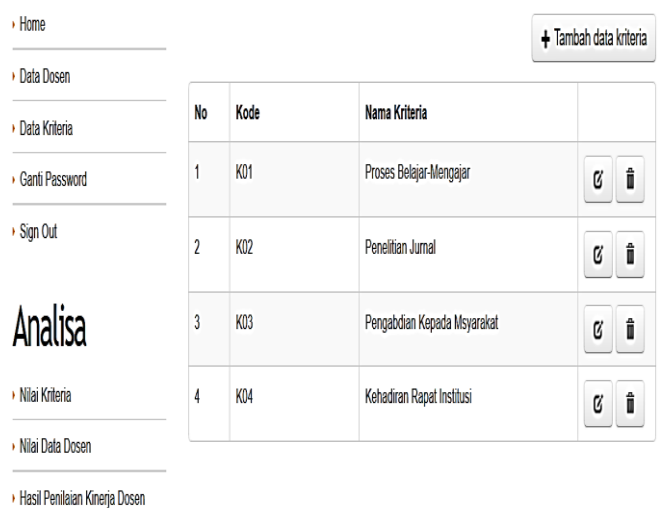 Home
Data Dosen
Data Kriteria
Ganti Password
Sign Out
Analisa
Nilai Kriteria
Nilai Data Dosen
Hasil Penilaian Kinerja Dosen
+ Tambah data kriteria
No Kode Nama Kriteria
1 K01 Proses Belajar-Mengajar
2 K02 Penelitian Jurnal
3 K03 Pengabdian Kepada Msyarakat
4 K04 Kehadiran Rapat Institusi